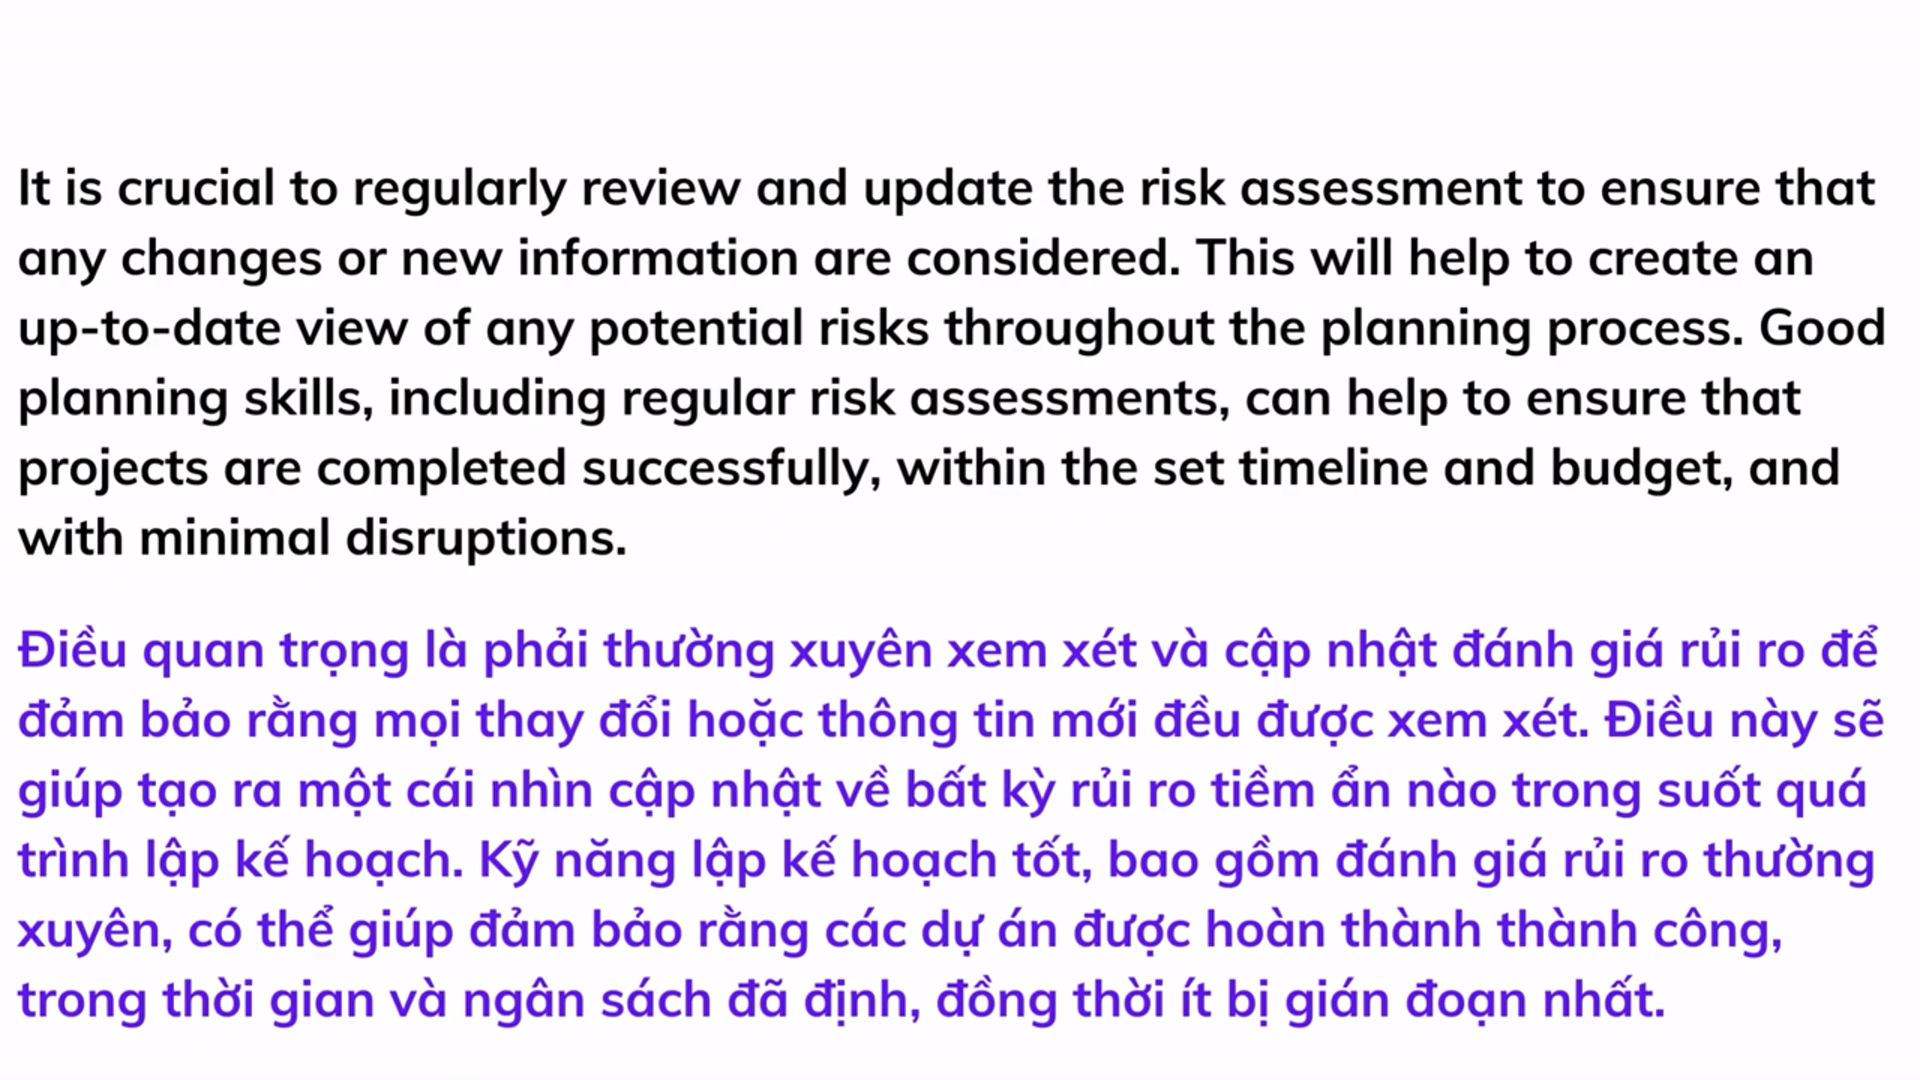 It is crucial to regularly review and update the risk assessment to ensure that
any changes or new information are considered. This will help to create an
up-to-date view of any potential risks throughout the planning process. Good
planning skills, including regular risk assessments, can help to ensure that
projects are completed successfully, within the set timeline and budget, and
with minimal disruptions.
Điều quan trọng là phải thường xuyên xem xét và cập nhật đánh giá rủi ro để
đảm bảo rằng mọi thay đổi hoặc thông tin mới đều được xem xét. Điều này sẽ
giúp tạo ra một cái nhìn cập nhật về bất kỳ rủi ro tiềm ẩn nào trong suốt quá
trình lập kế hoạch. Kỹ năng lập kế hoạch tốt, bao gồm đánh giá rủi ro thường
xuyên, có thể giúp đảm bảo rằng các dự án được hoàn thành thành công,
trong thời gian và ngân sách đã định, đồng thời ít bị gián đoạn nhất.